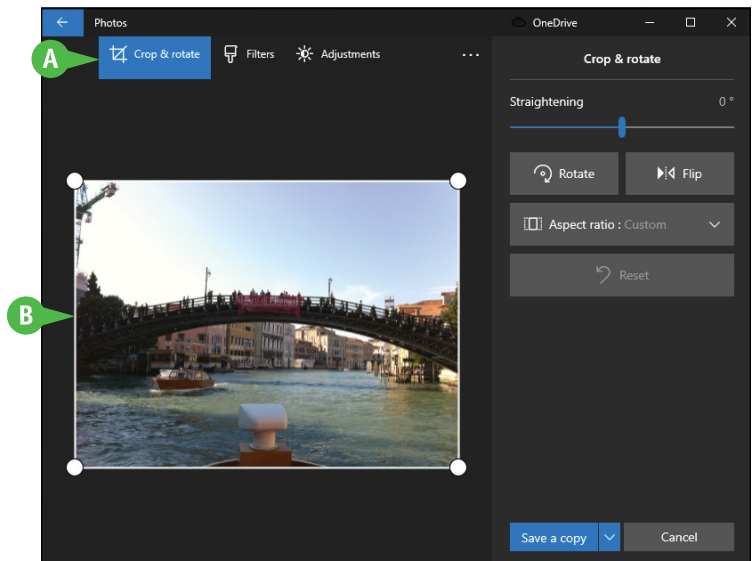 Photos
OneDrive
A
Crop & rotate
Filters
Adjustments
...
B
Crop & rotate
Straightening 0 °
Rotate
Flip
Aspect ratio : Custom
Reset
Save a copy
Cancel